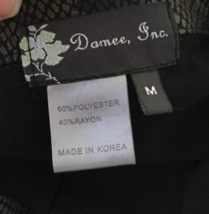 Damee, Inc.
M
60%POLYESTER
40%RAYON
MADE IN KOREA